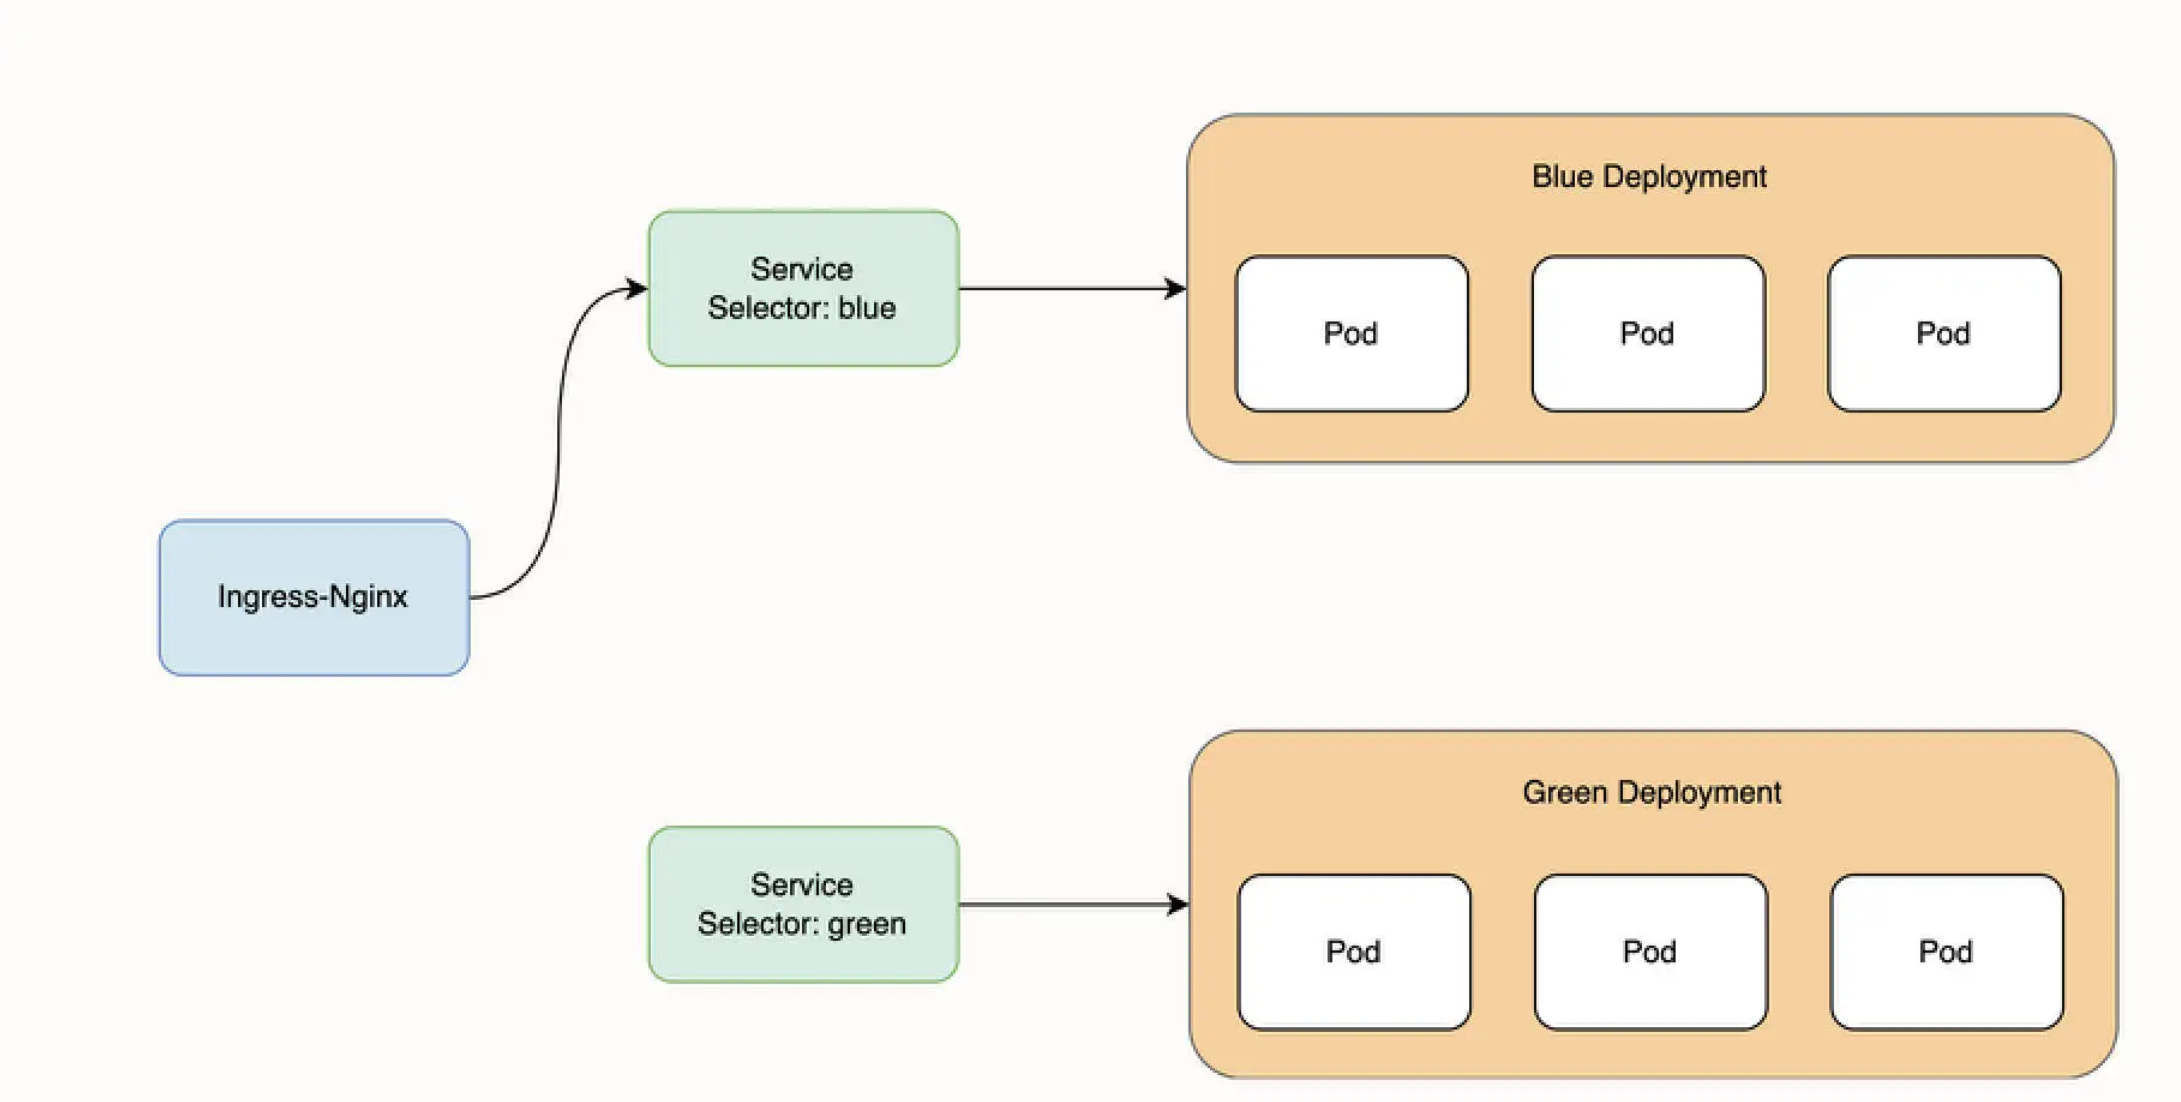 Blue Deployment
Service
Selector: blue
Pod
Pod
Pod
Ingress-Nginx
Green Deployment
Service
Selector: green
Pod
Pod
Pod